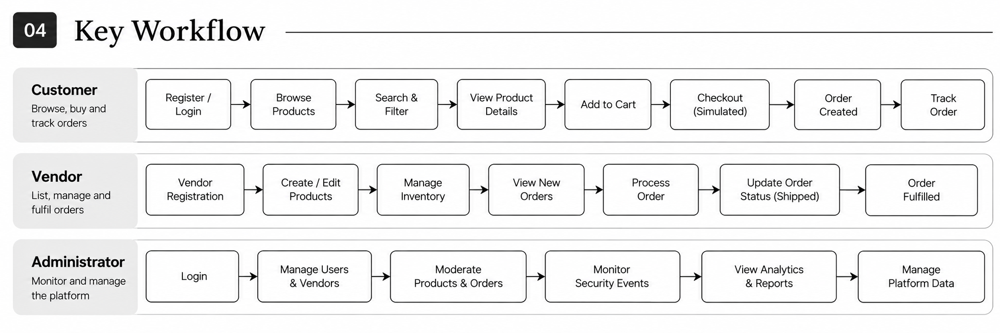 04 Key Workflow
Customer
Browse, buy and
track orders
Register /
Login
Browse
Products
Search &
Filter
View Product
Details
Add to Cart
Checkout
(Simulated)
Order
Created
Track
Order
Vendor
List, manage and
fulfil orders
Vendor
Registration
Create / Edit
Products
Manage
Inventory
View New
Orders
Process
Order
Update Order
Status (Shipped)
Order
Fulfilled
Administrator
Monitor and manage
the platform
Login
Manage Users
& Vendors
Moderate
Products & Orders
Monitor
Security Events
View Analytics
& Reports
Manage
Platform Data